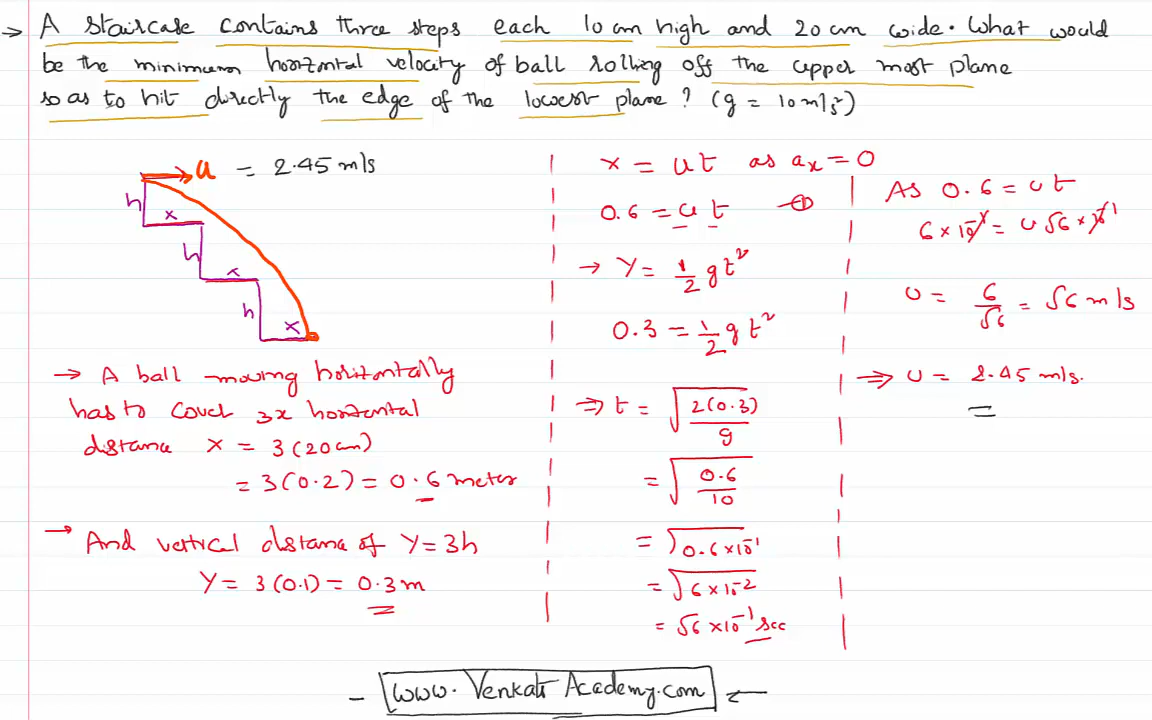 → A staircase contains three steps each 10 cm high and 20 cm wide. What would
be the minimum horizontal velocity of ball rolling off the upper most plane
so as to hit directly the edge of the lowest plane? (g = 10 m/s²)
u = 2.45 m/s
h
x
h
x
h
x
→ A ball moving horizontally
has to cover 3x horizontal
distance x = 3(20cm)
= 3(0.2) = 0.6 meter
→ And vertical distance of Y = 3h
Y = 3(0.1) = 0.3 m
x = ut as aₓ = 0
0.6 = u t —①
→ Y = 1/2 gt²
0.3 = 1/2 g t²
⇒ t = √(2(0.3)/g)
= √(0.6/10)
= √(0.6×10⁻¹)
= √(6×10⁻²)
= √6 ×10⁻¹ sec
As 0.6 = ut
6×10⁻¹ = u √6 × 10⁻¹
u = 6/√6 = √6 m/s
⇒ u = 2.45 m/s.
www. Venkats Academy.com